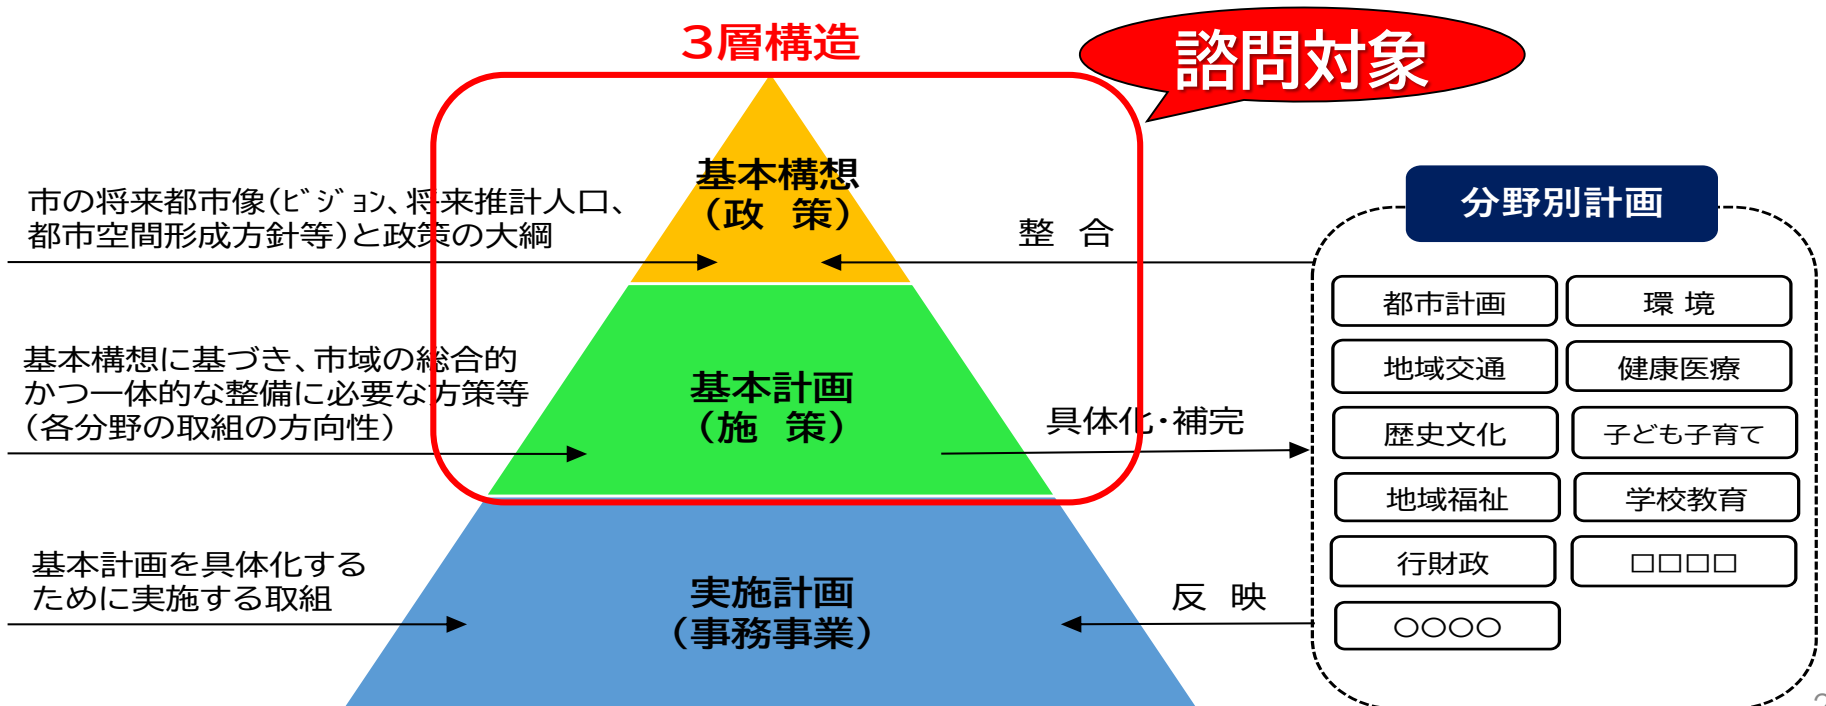 3層構造
諮問対象
基本構想
（政　策）
市の将来都市像（ﾋﾞｼﾞｮﾝ、将来推計人口、
都市空間形成方針等）と政策の大綱
整　合
基本構想に基づき、市域の総合的
かつ一体的な整備に必要な方策等
（各分野の取組の方向性）
基本計画
（施　策）
具体化・補完
基本計画を具体化する
ために実施する取組
実施計画
（事務事業）
反　映
分野別計画
都市計画
環 境
地域交通
健康医療
歴史文化
子ども子育て
地域福祉
学校教育
行財政
□□□□
○○○○